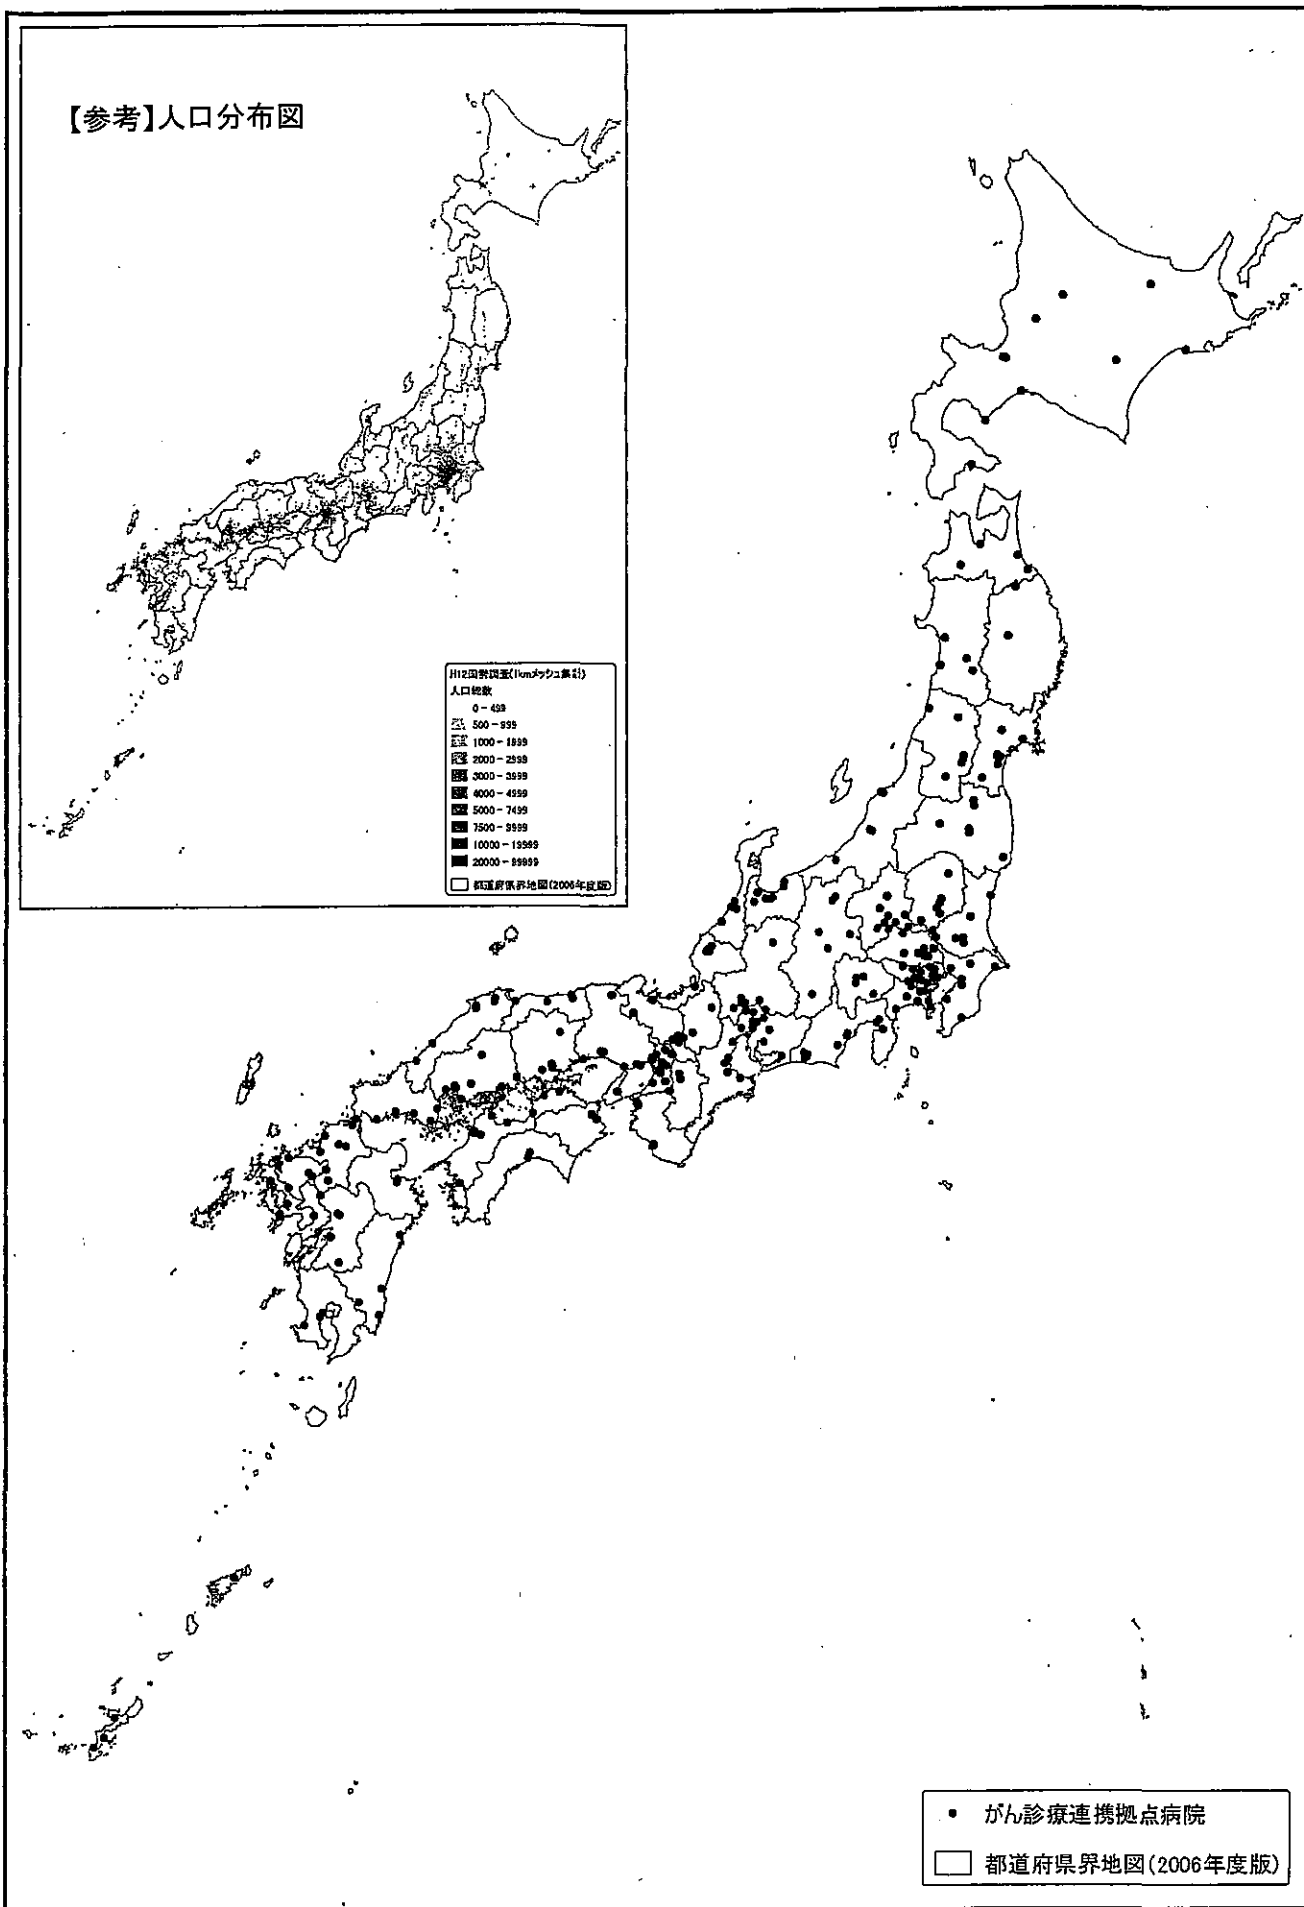 【参考】人口分布図
H12国勢調査(1kmメッシュ集計)
人口総数
0 - 499
500 - 999
1000 - 1999
2000 - 2999
3000 - 3999
4000 - 4999
5000 - 7499
7500 - 9999
10000 - 19999
20000 - 99999
都道府県界地図(2006年度版)
がん診療連携拠点病院
都道府県界地図(2006年度版)